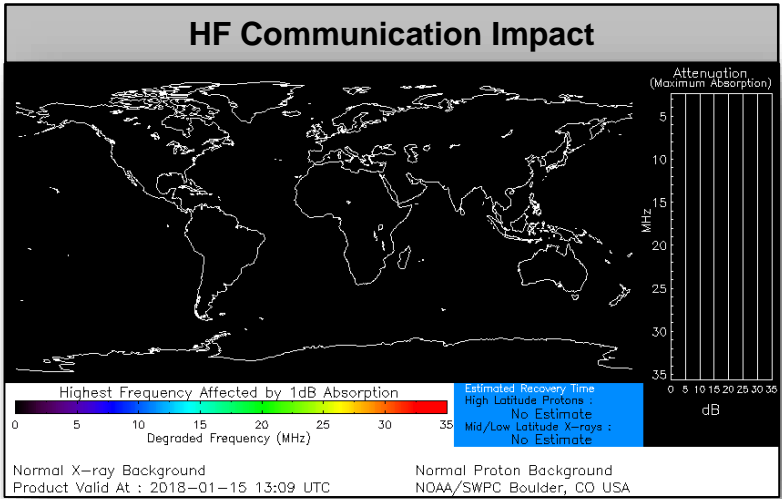 HF Communication Impact
Attenuation
(Maximum Absorption)
5
10
15
20
25
30
35
MHz
0 5 10 15 20 25 30 35
dB
Highest Frequency Affected by 1dB Absorption
0 5 10 15 20 25 30 35
Degraded Frequency (MHz)
Estimated Recovery Time
High Latitude Protons :
No Estimate
Mid/Low Latitude X-rays :
No Estimate
Normal X-ray Background
Normal Proton Background
Product Valid At : 2018-01-15 13:09 UTC
NOAA/SWPC Boulder, CO USA